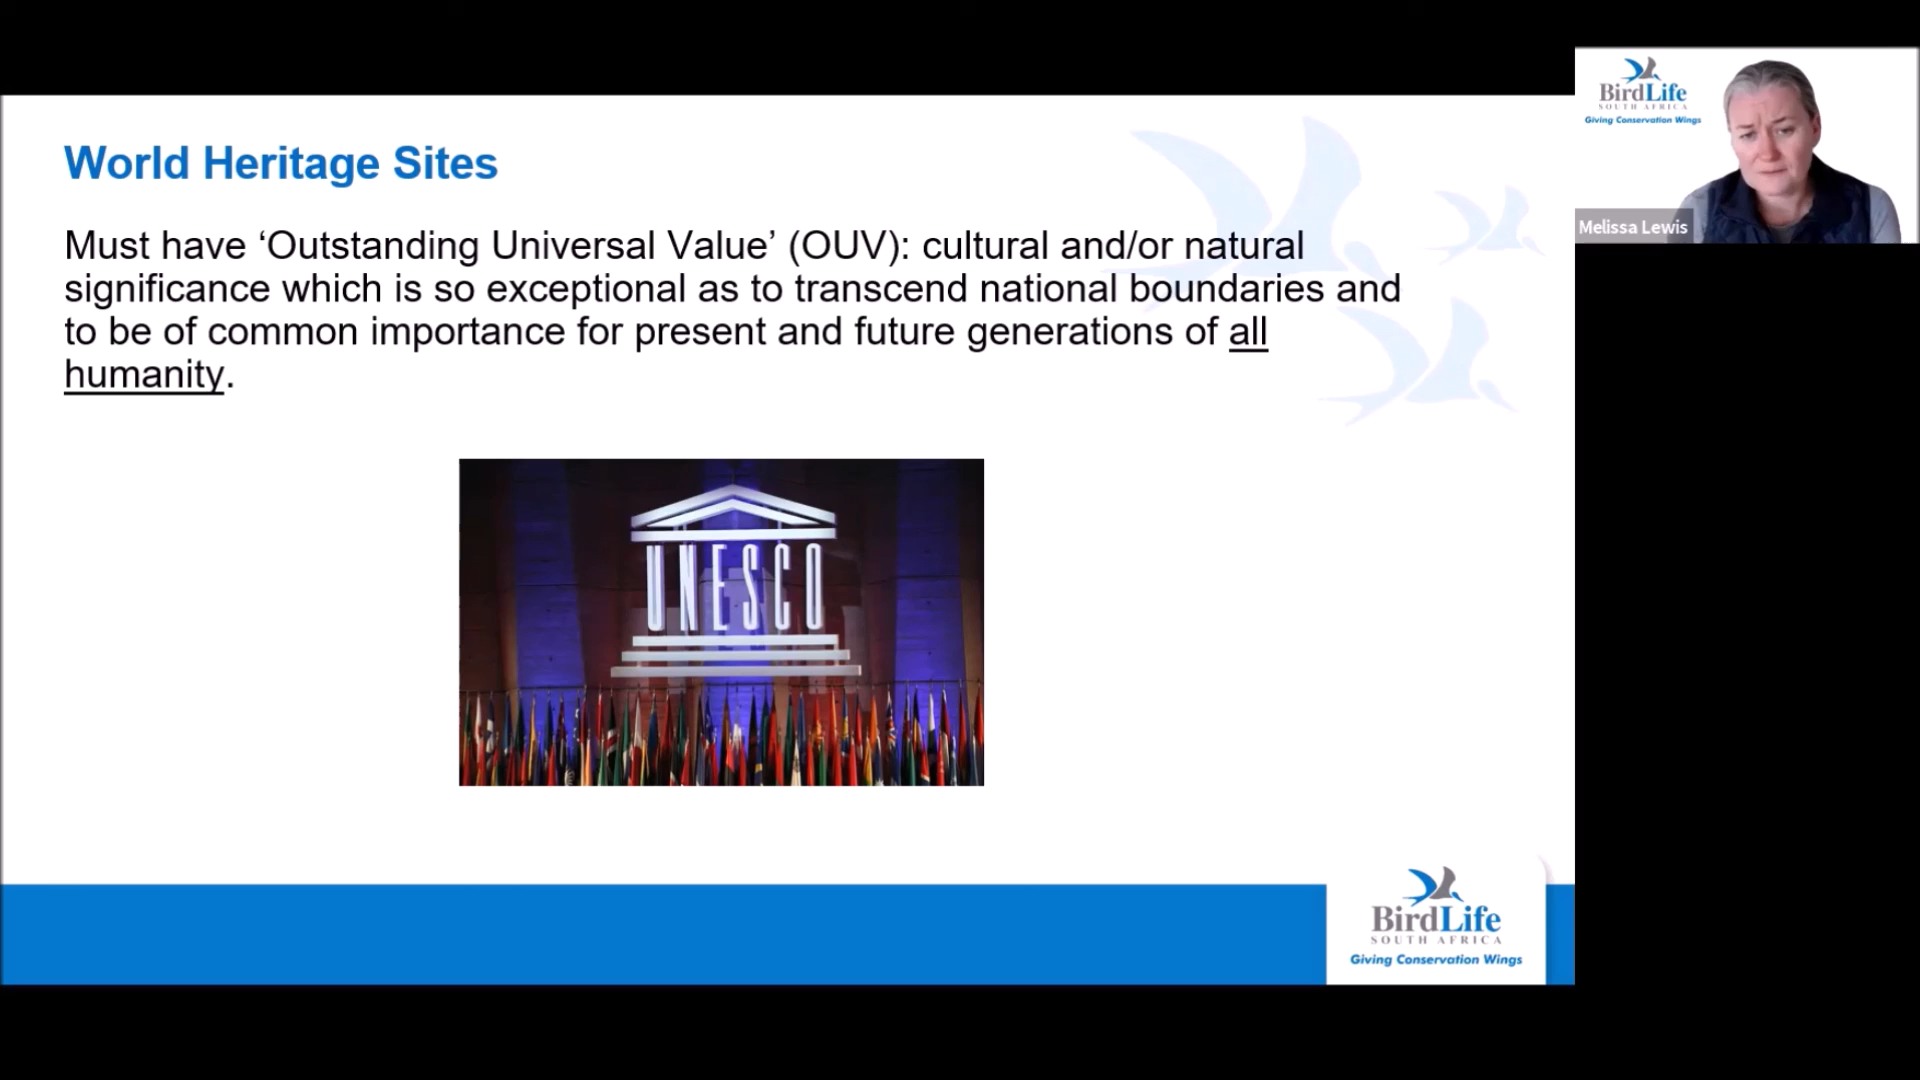 World Heritage Sites
Must have ‘Outstanding Universal Value’ (OUV): cultural and/or natural
significance which is so exceptional as to transcend national boundaries and
to be of common importance for present and future generations of all
humanity.
UNESCO
BirdLife
SOUTH AFRICA
Giving Conservation Wings
BirdLife
SOUTH AFRICA
Giving Conservation Wings
Melissa Lewis